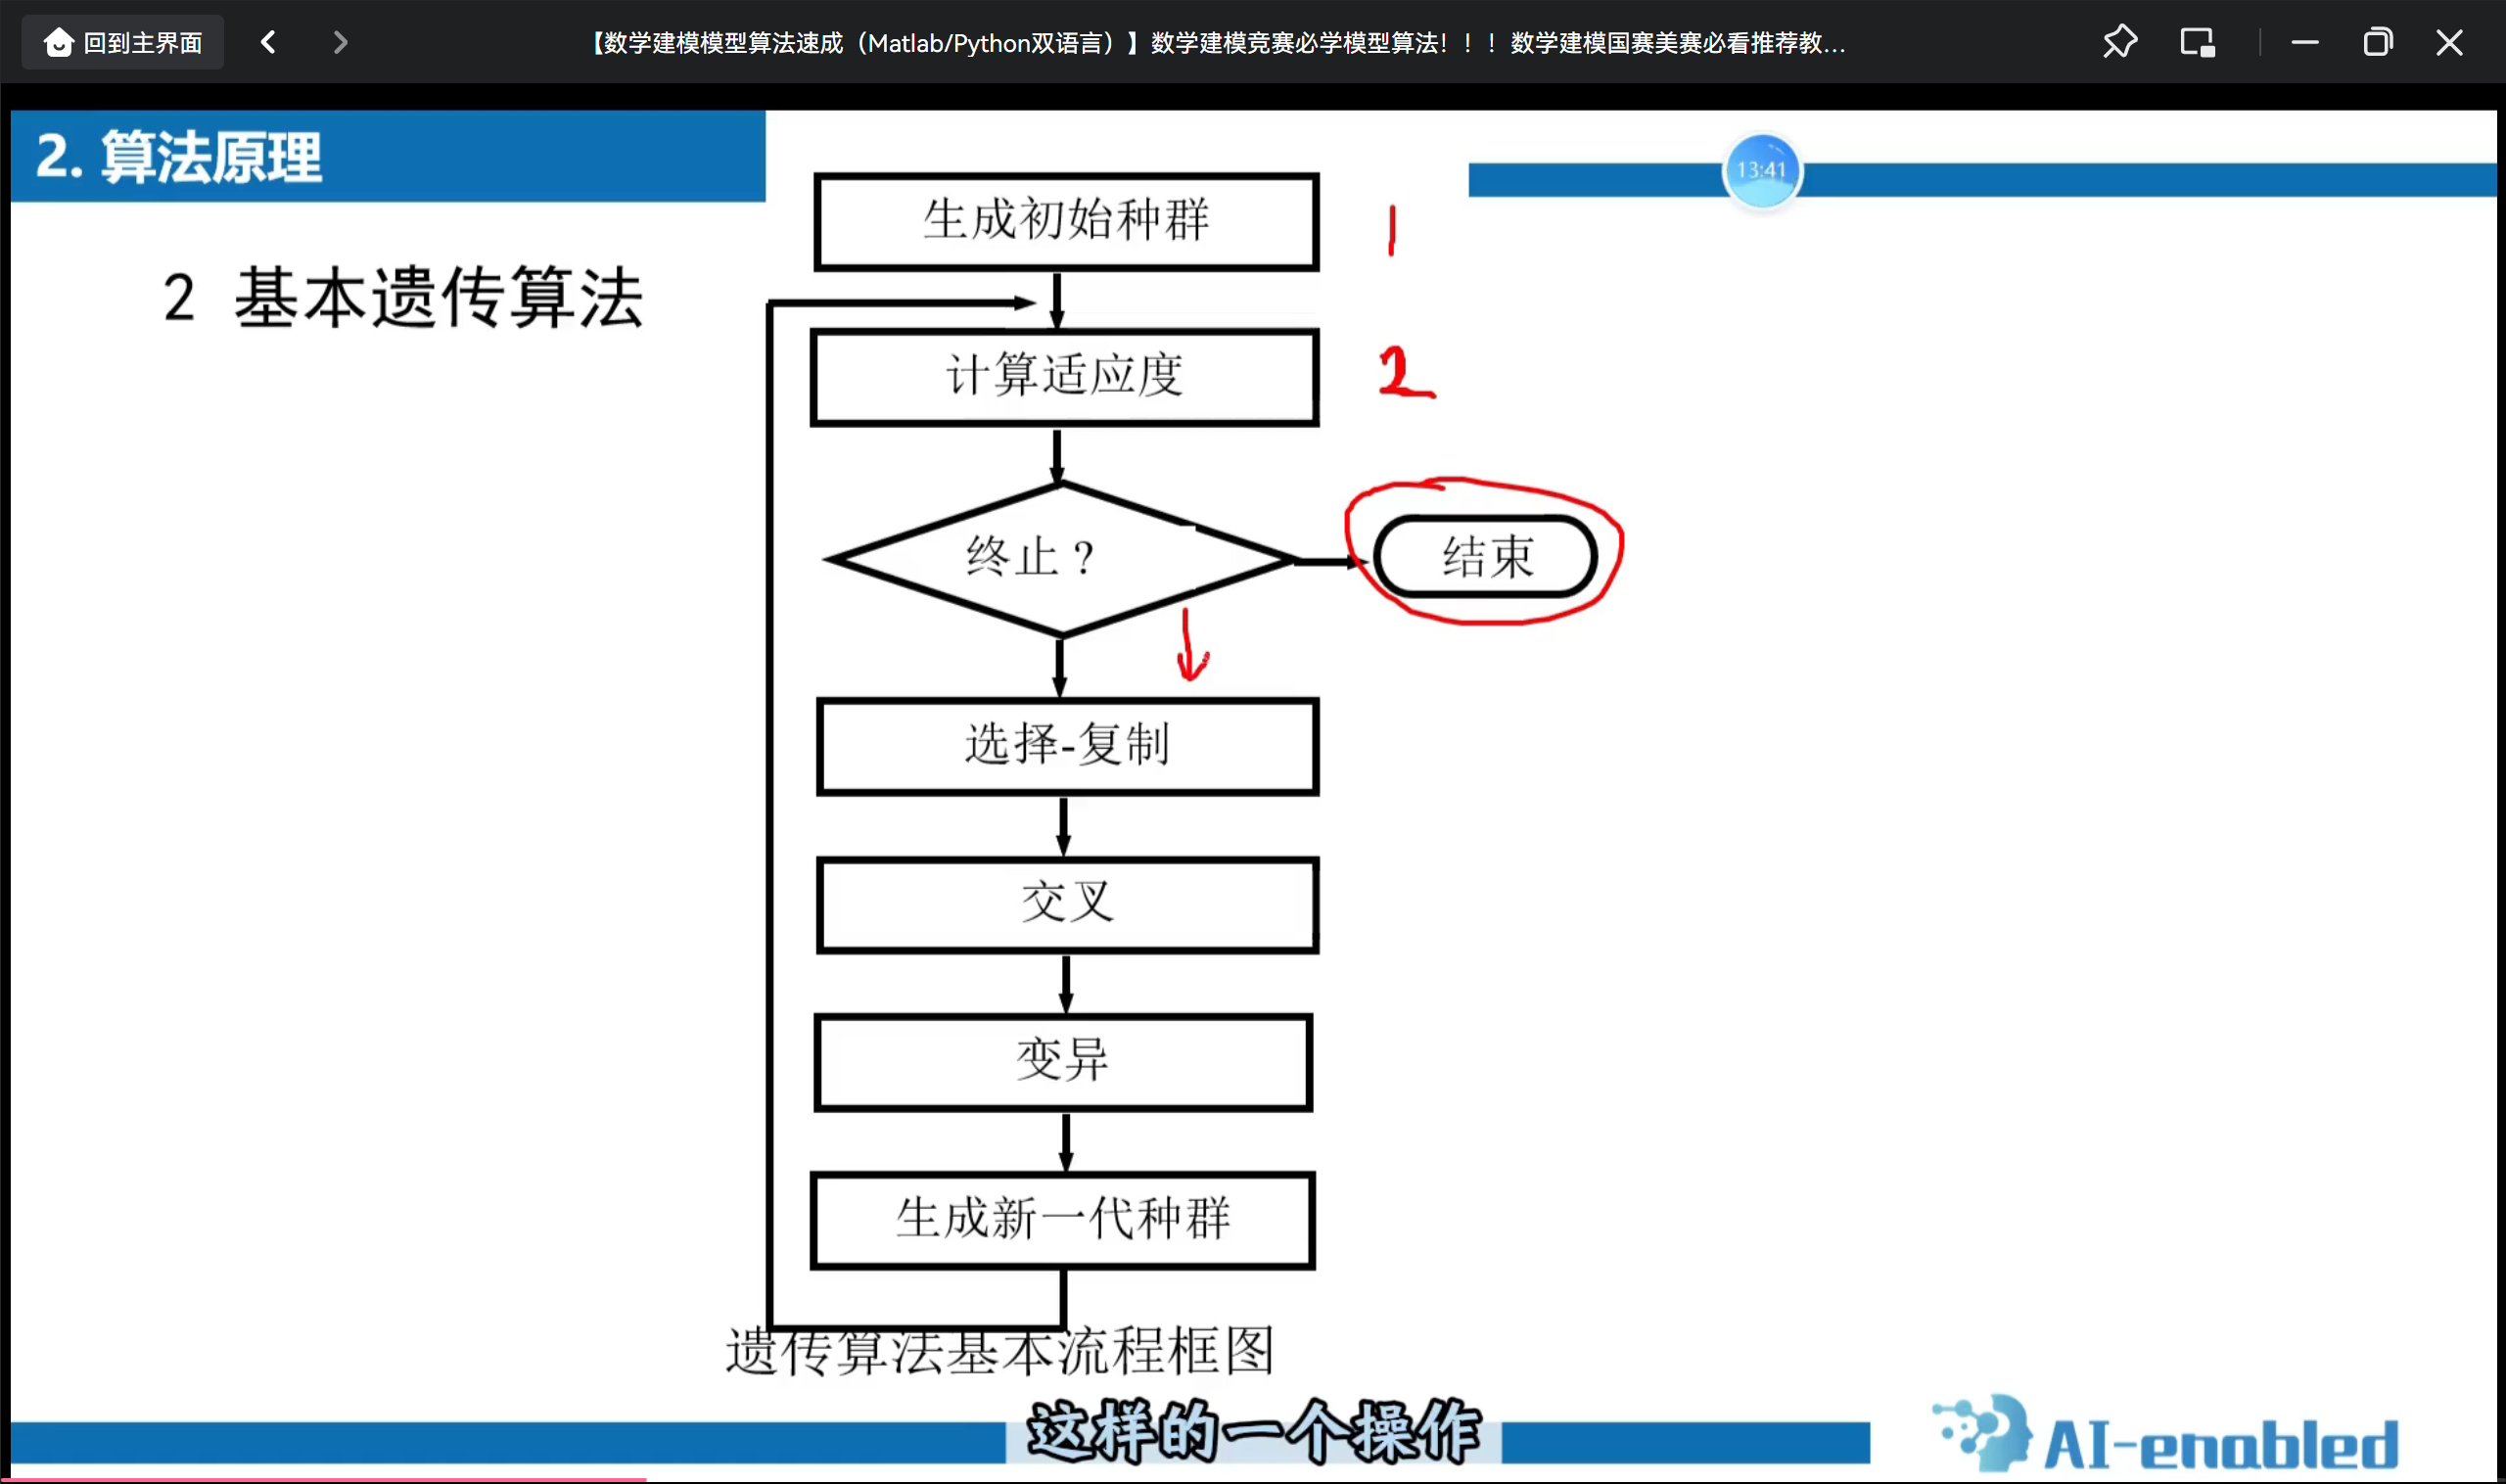 回到主界面
【数学建模模型算法速成（Matlab/Python双语言）】数学建模竞赛必学模型算法！！！数学建模国赛美赛必看推荐教...
2. 算法原理
13:41
2 基本遗传算法
生成初始种群
1
计算适应度
2
终止？
结束
选择-复制
交叉
变异
生成新一代种群
遗传算法基本流程框图
这样的一个操作
AI-enabled